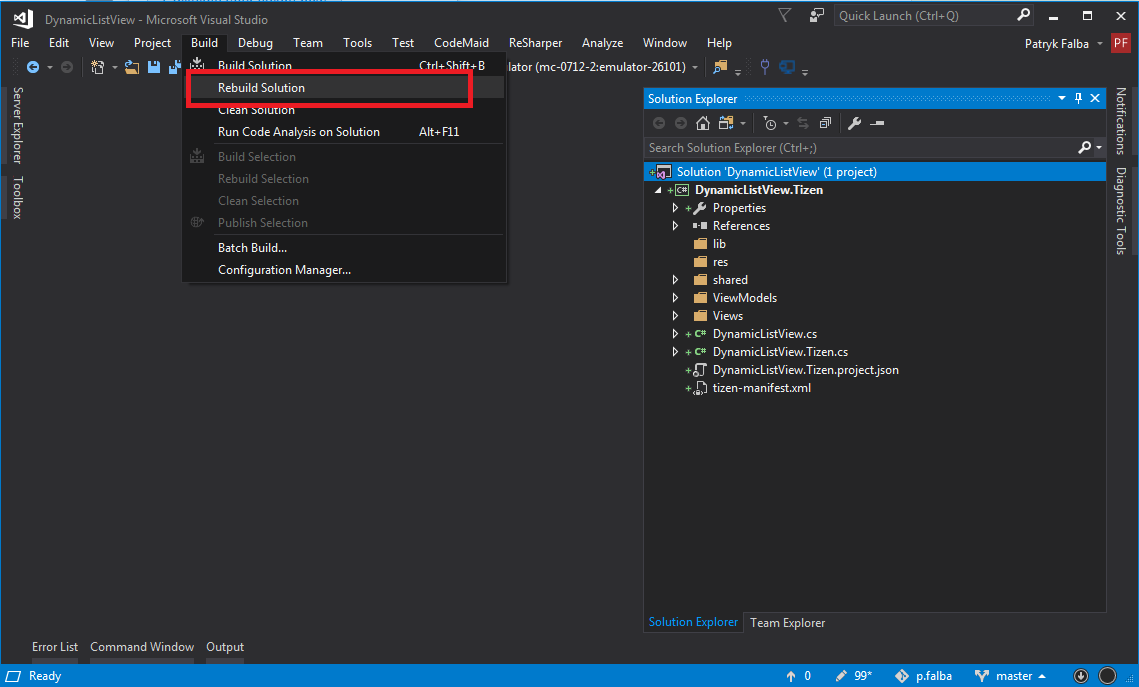 DynamicListView - Microsoft Visual Studio
Quick Launch (Ctrl+Q)
File Edit View Project Build Debug Team Tools Test CodeMaid ReSharper Analyze Window Help Patryk Falba PF
lator (mc-0712-2:emulator-26101)
Build Solution Ctrl+Shift+B
Rebuild Solution
Clean Solution
Run Code Analysis on Solution Alt+F11
Build Selection
Rebuild Selection
Clean Selection
Publish Selection
Batch Build...
Configuration Manager...
Server Explorer
Toolbox
Solution Explorer
Search Solution Explorer (Ctrl+;)
Solution 'DynamicListView' (1 project)
C# DynamicListView.Tizen
Properties
References
lib
res
shared
ViewModels
Views
C# DynamicListView.cs
C# DynamicListView.Tizen.cs
DynamicListView.Tizen.project.json
tizen-manifest.xml
Solution Explorer Team Explorer
Notifications
Diagnostic Tools
Error List Command Window Output
Ready 0 99* p.falba master